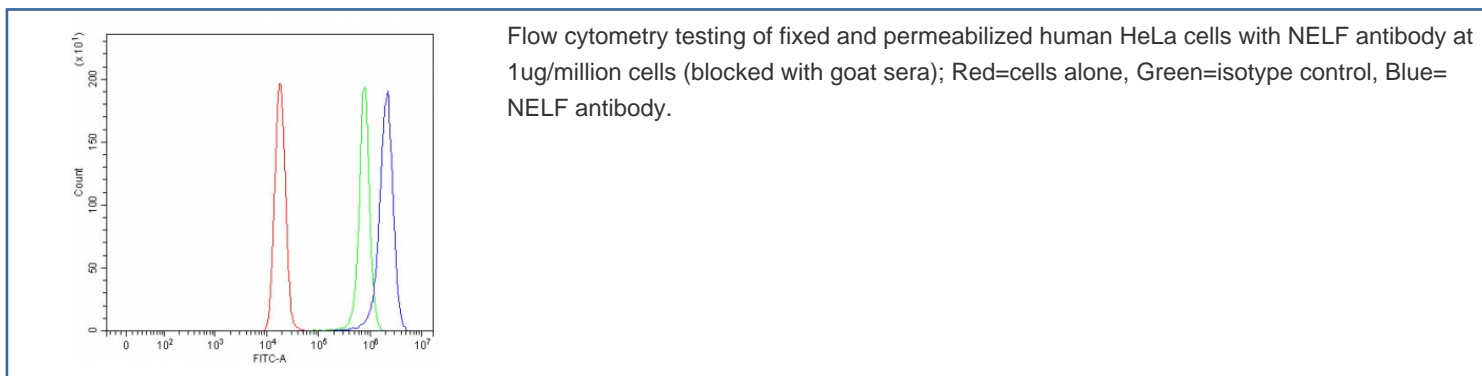 Flow cytometry testing of fixed and permeabilized human HeLa cells with NELF antibody at
1ug/million cells (blocked with goat sera); Red=cells alone, Green=isotype control, Blue=
NELF antibody.
(x 10¹)
200
150
Count
100
50
0
0 10² 10³ 10⁴ 10⁵ 10⁶ 10⁷
FITC-A